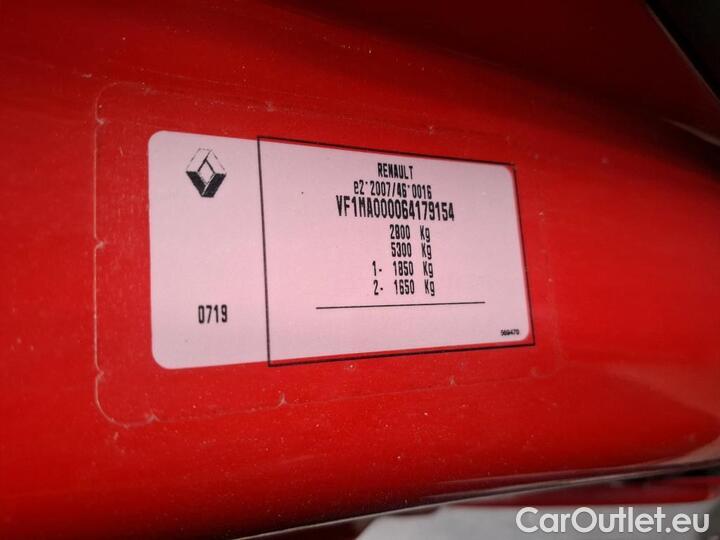 RENAULT
e2*2007/46*0016
VF1MA000064179154
2800 Kg
5300 Kg
1- 1850 Kg
2- 1650 Kg
0719
569470
CarOutlet.eu